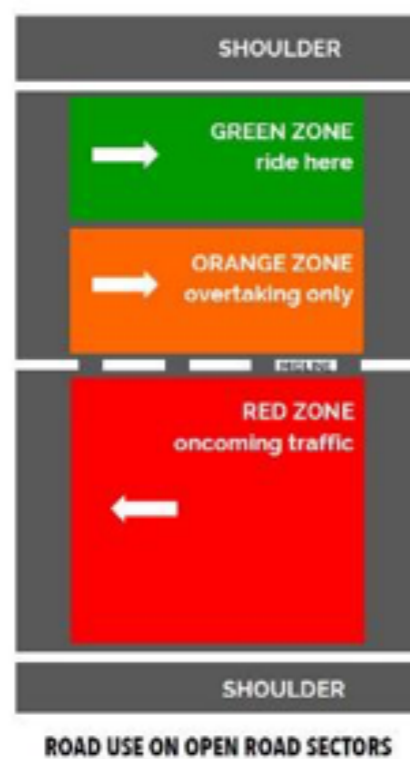 SHOULDER
GREEN ZONE
ride here
ORANGE ZONE
overtaking only
MIDLINE
RED ZONE
oncoming traffic
SHOULDER
ROAD USE ON OPEN ROAD SECTORS